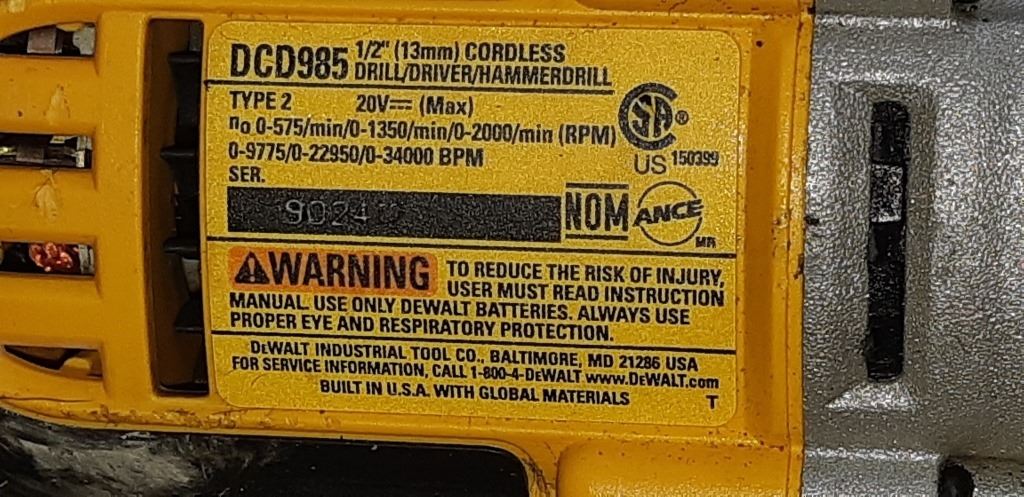 DCD985 1/2" (13mm) CORDLESS
DRILL/DRIVER/HAMMERDRILL
TYPE 2 20V⎓ (Max)
n₀ 0-575/min/0-1350/min/0-2000/min (RPM)
0-9775/0-22950/0-34000 BPM
SER.
SA®
US 150399
9024
NOM ANCE
MR
⚠WARNING TO REDUCE THE RISK OF INJURY,
USER MUST READ INSTRUCTION
MANUAL. USE ONLY DEWALT BATTERIES. ALWAYS USE
PROPER EYE AND RESPIRATORY PROTECTION.
DEWALT INDUSTRIAL TOOL CO., BALTIMORE, MD 21286 USA
FOR SERVICE INFORMATION, CALL 1-800-4-DEWALT www.DEWALT.com
BUILT IN U.S.A. WITH GLOBAL MATERIALS T